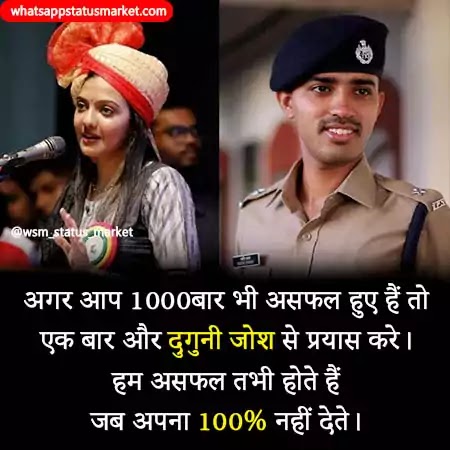 whatsappstatusmarket.com
@wsm_status_market
अगर आप 1000बार भी असफल हुए हैं तो
एक बार और दुगुनी जोश से प्रयास करे।
हम असफल तभी होते हैं
जब अपना 100% नहीं देते।